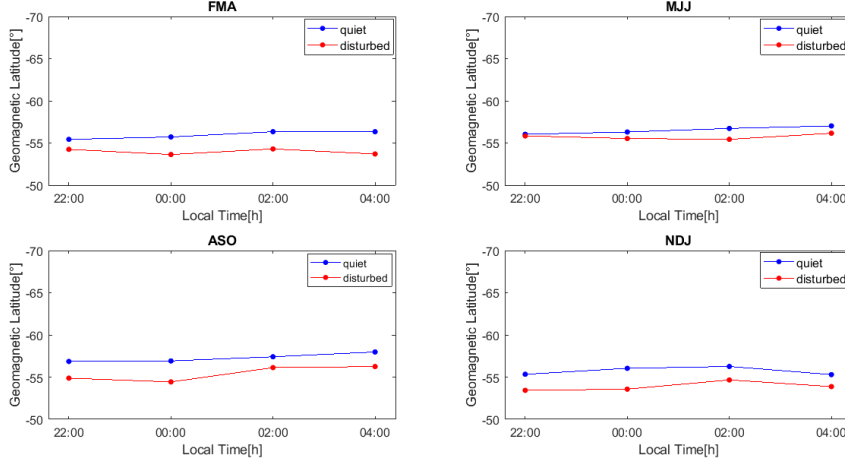 FMA
-70
-65
-60
-55
-50
Geomagnetic Latitude[°]
quiet
disturbed
22:00 00:00 02:00 04:00
Local Time[h]
MJJ
-70
-65
-60
-55
-50
Geomagnetic Latitude[°]
quiet
disturbed
22:00 00:00 02:00 04:00
Local Time[h]
ASO
-70
-65
-60
-55
-50
Geomagnetic Latitude[°]
quiet
disturbed
22:00 00:00 02:00 04:00
Local Time[h]
NDJ
-70
-65
-60
-55
-50
Geomagnetic Latitude[°]
quiet
disturbed
22:00 00:00 02:00 04:00
Local Time[h]